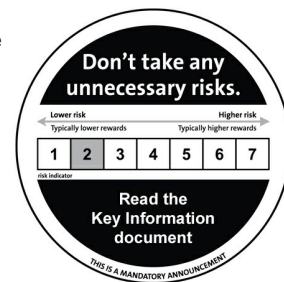 e
Don't take any
unnecessary risks.
Lower risk Higher risk
Typically lower rewards Typically higher rewards
1 2 3 4 5 6 7
risk indicator
Read the
Key Information
document
THIS IS A MANDATORY ANNOUNCEMENT